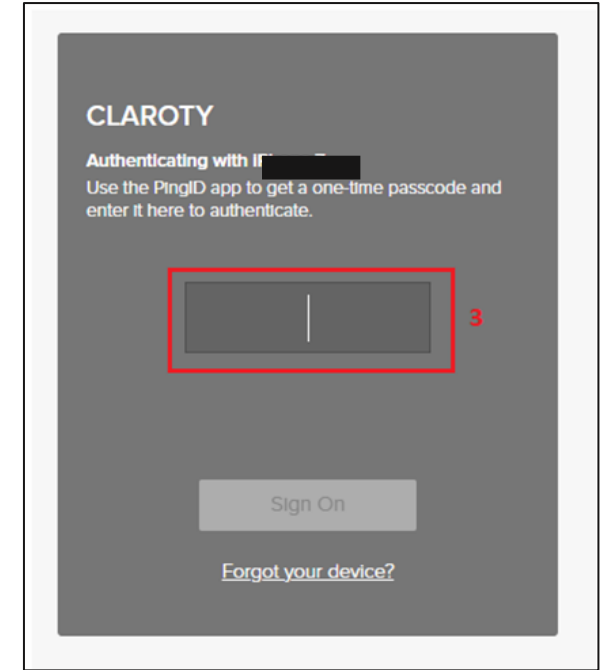 CLAROTY
Authenticating with
Use the PingID app to get a one-time passcode and
enter it here to authenticate.
3
Sign On
Forgot your device?